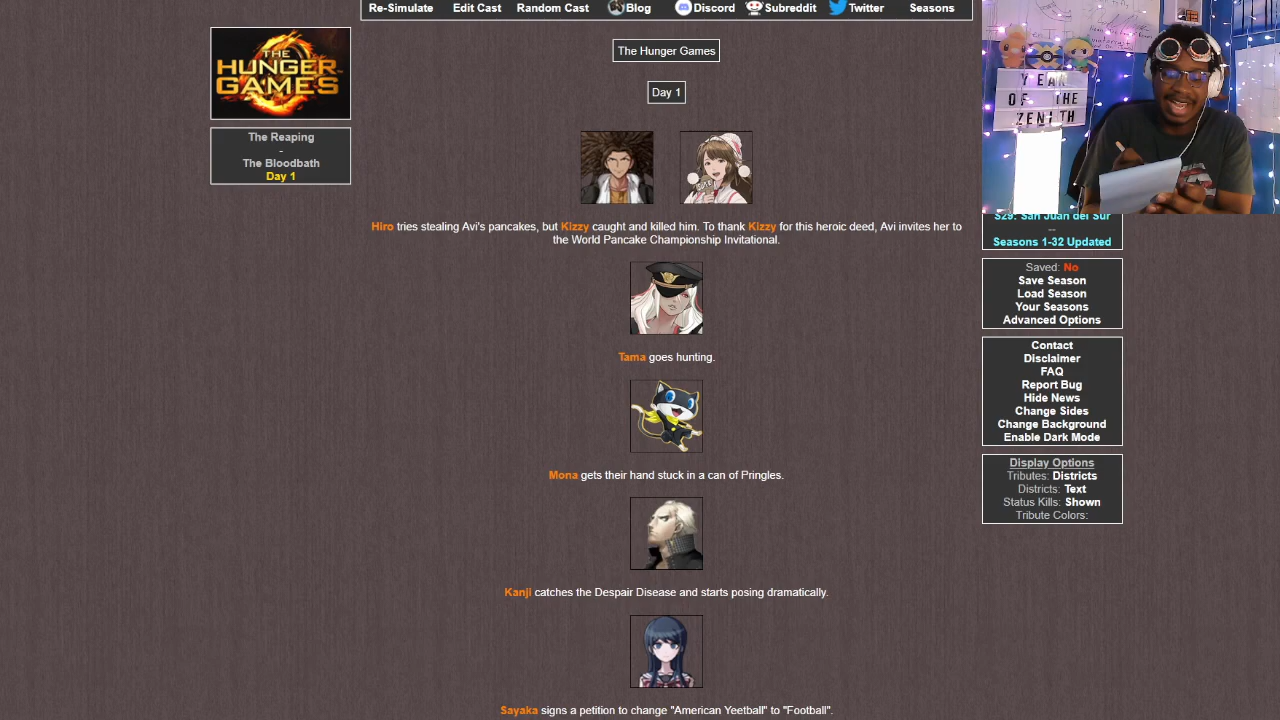 Re-Simulate Edit Cast Random Cast Blog Discord Subreddit Twitter Seasons
THE
HUNGER
GAMES
The Reaping
-
The Bloodbath
Day 1
The Hunger Games
Day 1
Hiro tries stealing Avi's pancakes, but Kizzy caught and killed him. To thank Kizzy for this heroic deed, Avi invites her to
the World Pancake Championship Invitational.
Tama goes hunting.
Mona gets their hand stuck in a can of Pringles.
Kanji catches the Despair Disease and starts posing dramatically.
Sayaka signs a petition to change "American Yeetball" to "Football".
YEAR
OF THE
ZENITH
S29: San Juan del Sur
--
Seasons 1-32 Updated
Saved: No
Save Season
Load Season
Your Seasons
Advanced Options
Contact
Disclaimer
FAQ
Report Bug
Hide News
Change Sides
Change Background
Enable Dark Mode
Display Options
Tributes: Districts
Districts: Text
Status Kills: Shown
Tribute Colors: